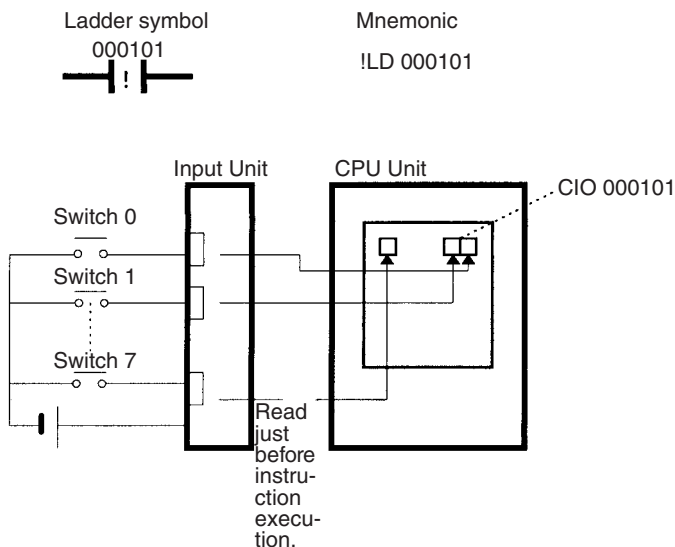 Ladder symbol
Mnemonic
000101
!
!LD 000101
Input Unit
CPU Unit
CIO 000101
Switch 0
Switch 1
Switch 7
Read
just
before
instru-
ction
execu-
tion.